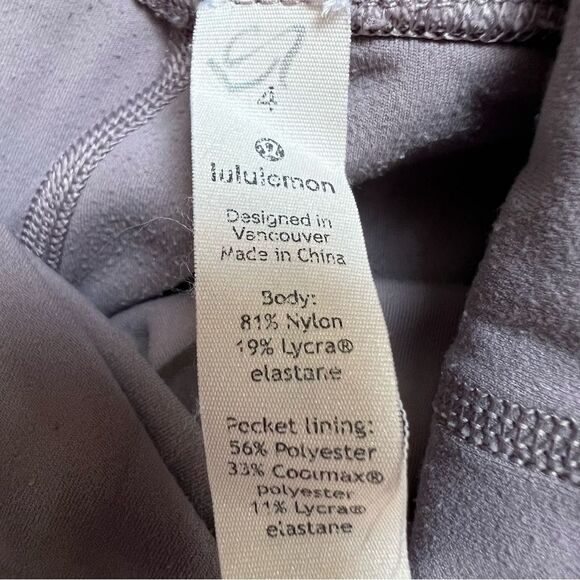 4
lululemon
Designed in
Vancouver
Made in China
Body:
81% Nylon
19% Lycra®
elastane
Pocket lining:
56% Polyester
33% Coolmax®
polyester
11% Lycra®
elastane